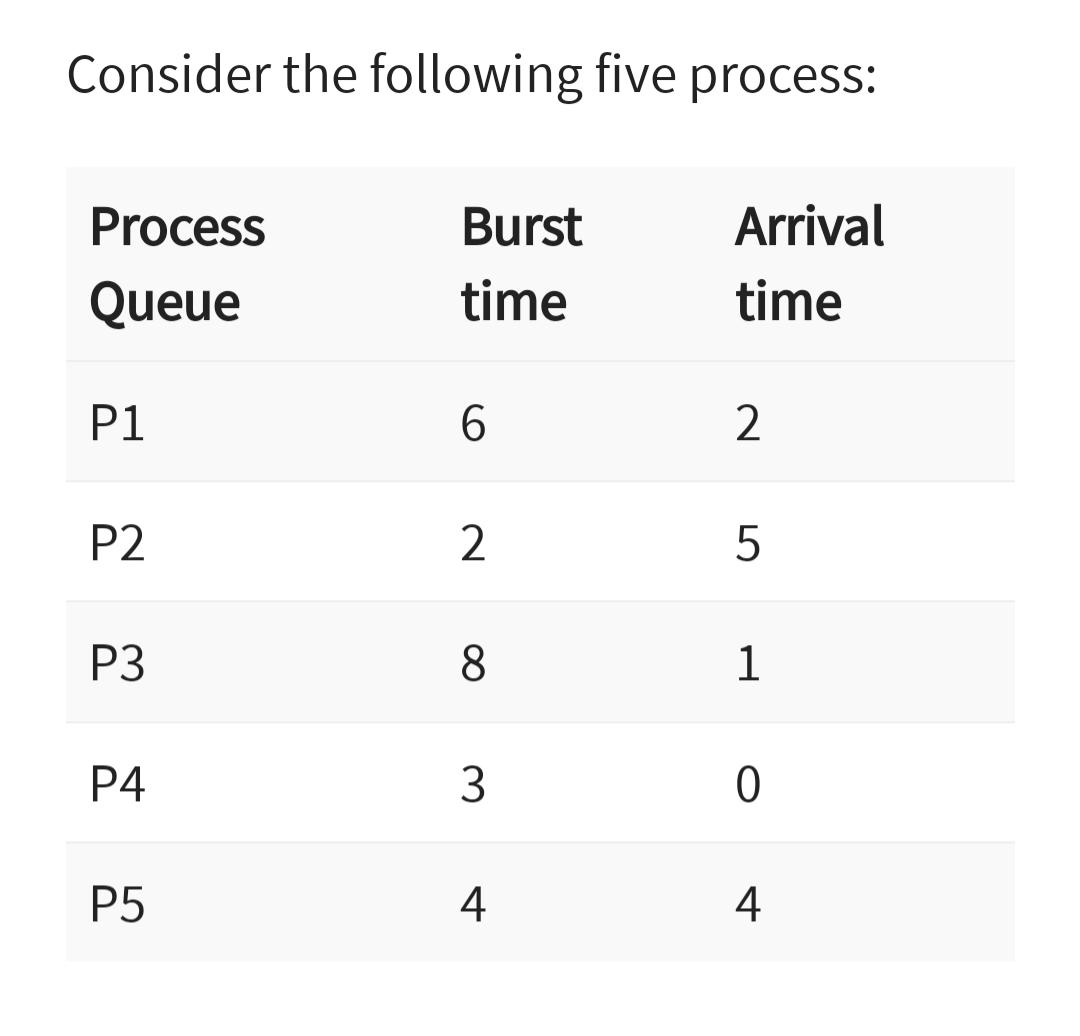 Consider the following five process:
Process Queue Burst time Arrival time
P1 6 2
P2 2 5
P3 8 1
P4 3 0
P5 4 4